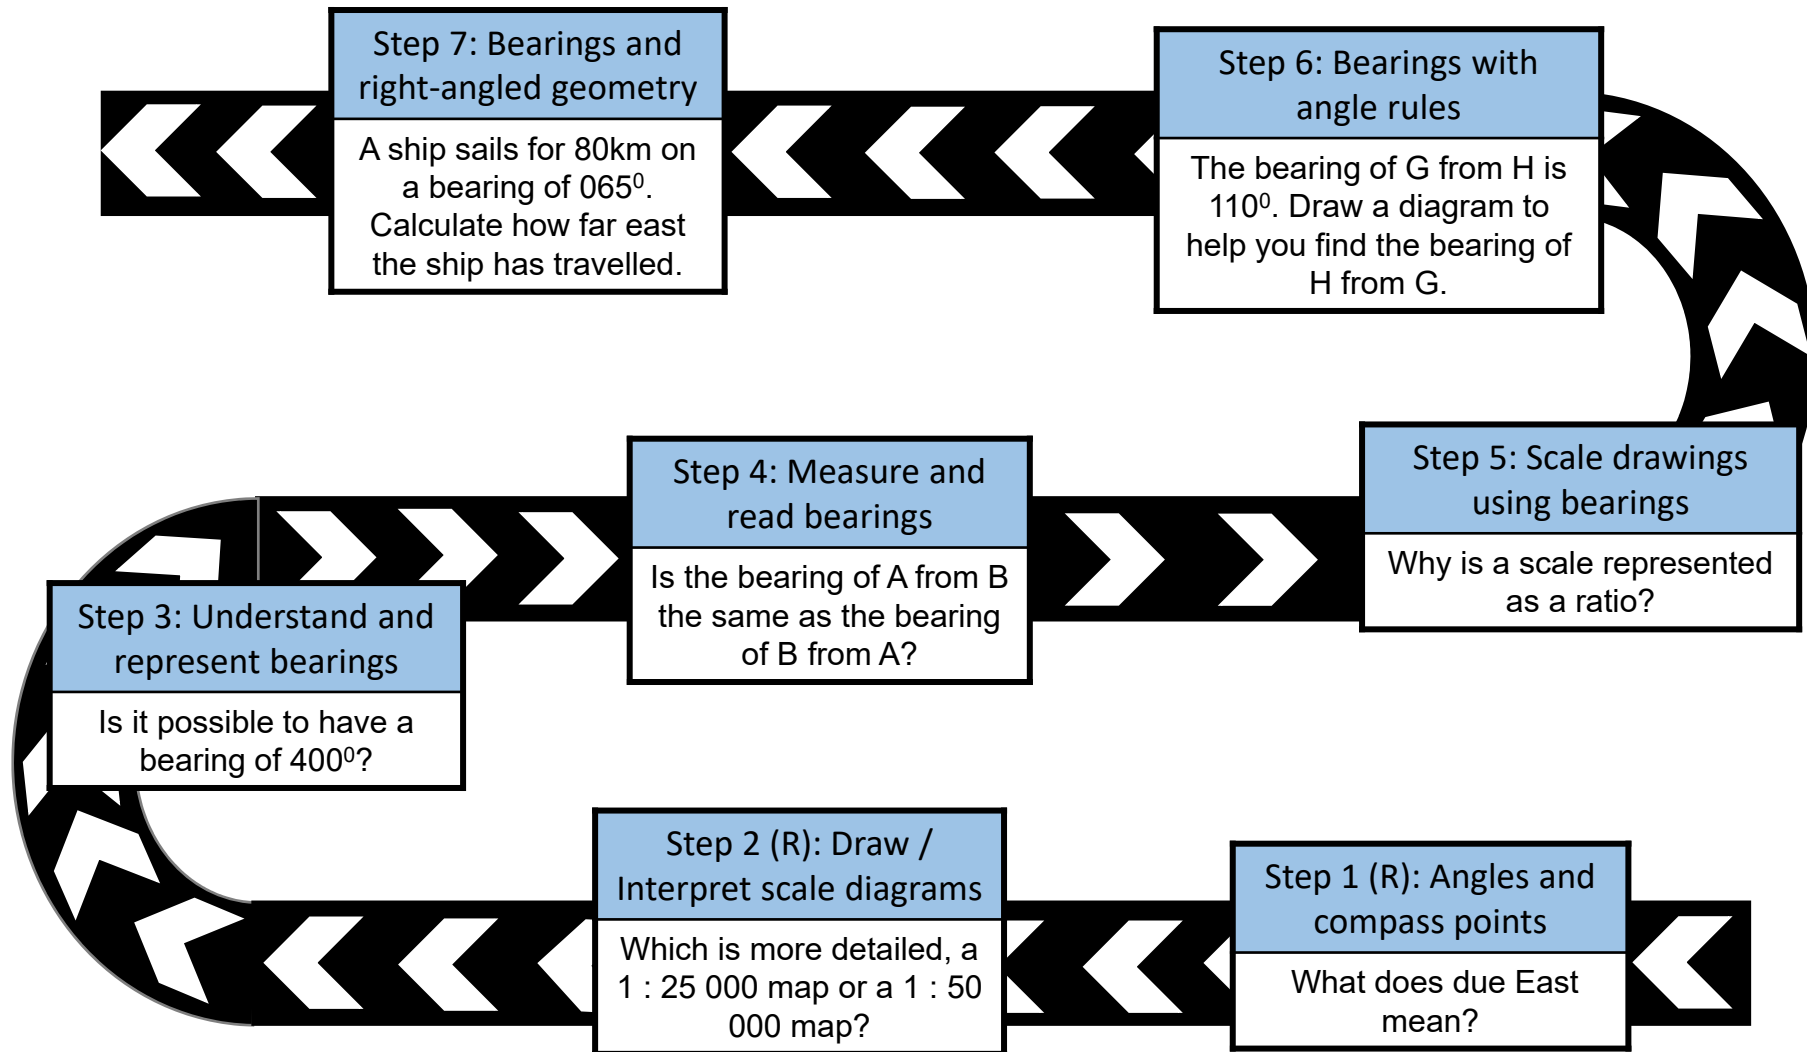 Step 7: Bearings and
right-angled geometry
A ship sails for 80km on
a bearing of 065⁰.
Calculate how far east
the ship has travelled.
Step 6: Bearings with
angle rules
The bearing of G from H is
110⁰. Draw a diagram to
help you find the bearing of
H from G.
Step 4: Measure and
read bearings
Is the bearing of A from B
the same as the bearing
of B from A?
Step 5: Scale drawings
using bearings
Why is a scale represented
as a ratio?
Step 3: Understand and
represent bearings
Is it possible to have a
bearing of 400⁰?
Step 2 (R): Draw /
Interpret scale diagrams
Which is more detailed, a
1 : 25 000 map or a 1 : 50
000 map?
Step 1 (R): Angles and
compass points
What does due East
mean?